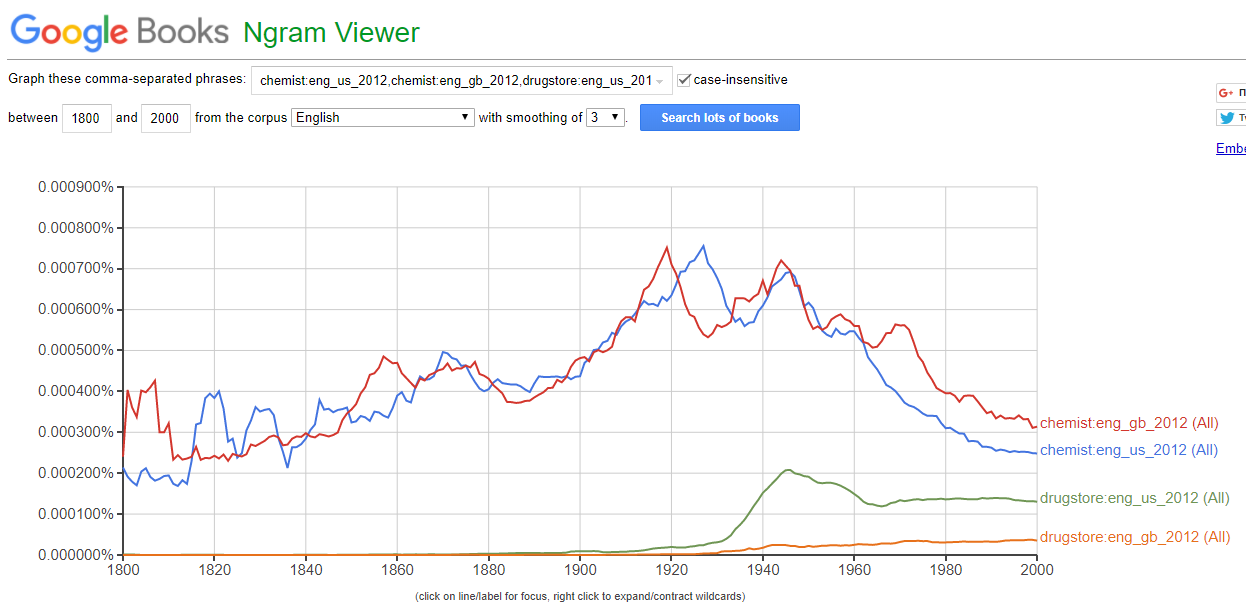 Google Books Ngram Viewer
Graph these comma-separated phrases: chemist:eng_us_2012,chemist:eng_gb_2012,drugstore:eng_us_201 case-insensitive
between 1800 and 2000 from the corpus English with smoothing of 3 . Search lots of books
G+ П
Tv
Embe
0.000900%
0.000800%
0.000700%
0.000600%
0.000500%
0.000400%
0.000300%
0.000200%
0.000100%
0.000000%
chemist:eng_gb_2012 (All)
chemist:eng_us_2012 (All)
drugstore:eng_us_2012 (All)
drugstore:eng_gb_2012 (All)
1800 1820 1840 1860 1880 1900 1920 1940 1960 1980 2000
(click on line/label for focus, right click to expand/contract wildcards)